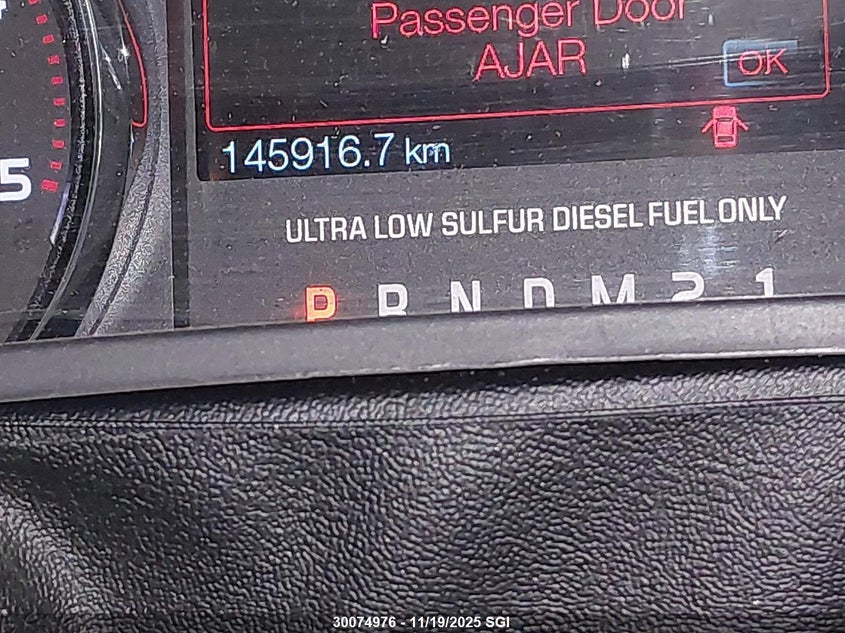 Passenger Door
AJAR
OK
145916.7 km
5
ULTRA LOW SULFUR DIESEL FUEL ONLY
P R N D M 2 1
30074976 - 11/19/2025 SGI